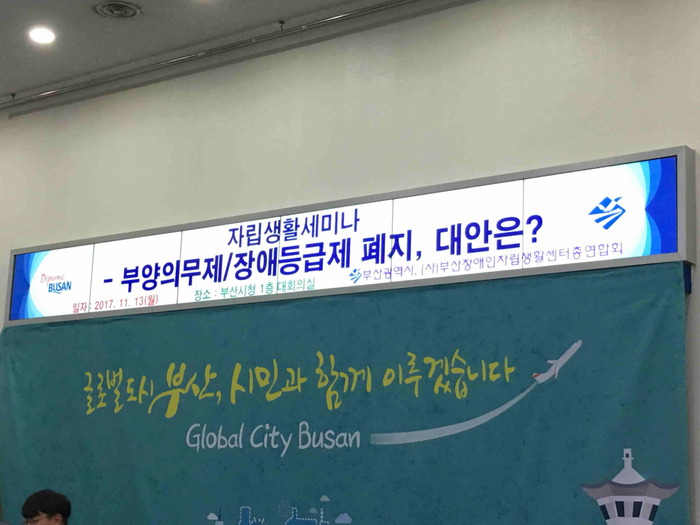 자립생활세미나
- 부양의무제/장애등급제 폐지, 대안은?
Dynamic
BUSAN
일자 : 2017. 11. 13(월)
장소 : 부산시청 1층 대회의실
부산광역시, (사)부산장애인자립생활센터총연합회
글로벌도시 부산, 시민과 함께 이루겠습니다
Global City Busan